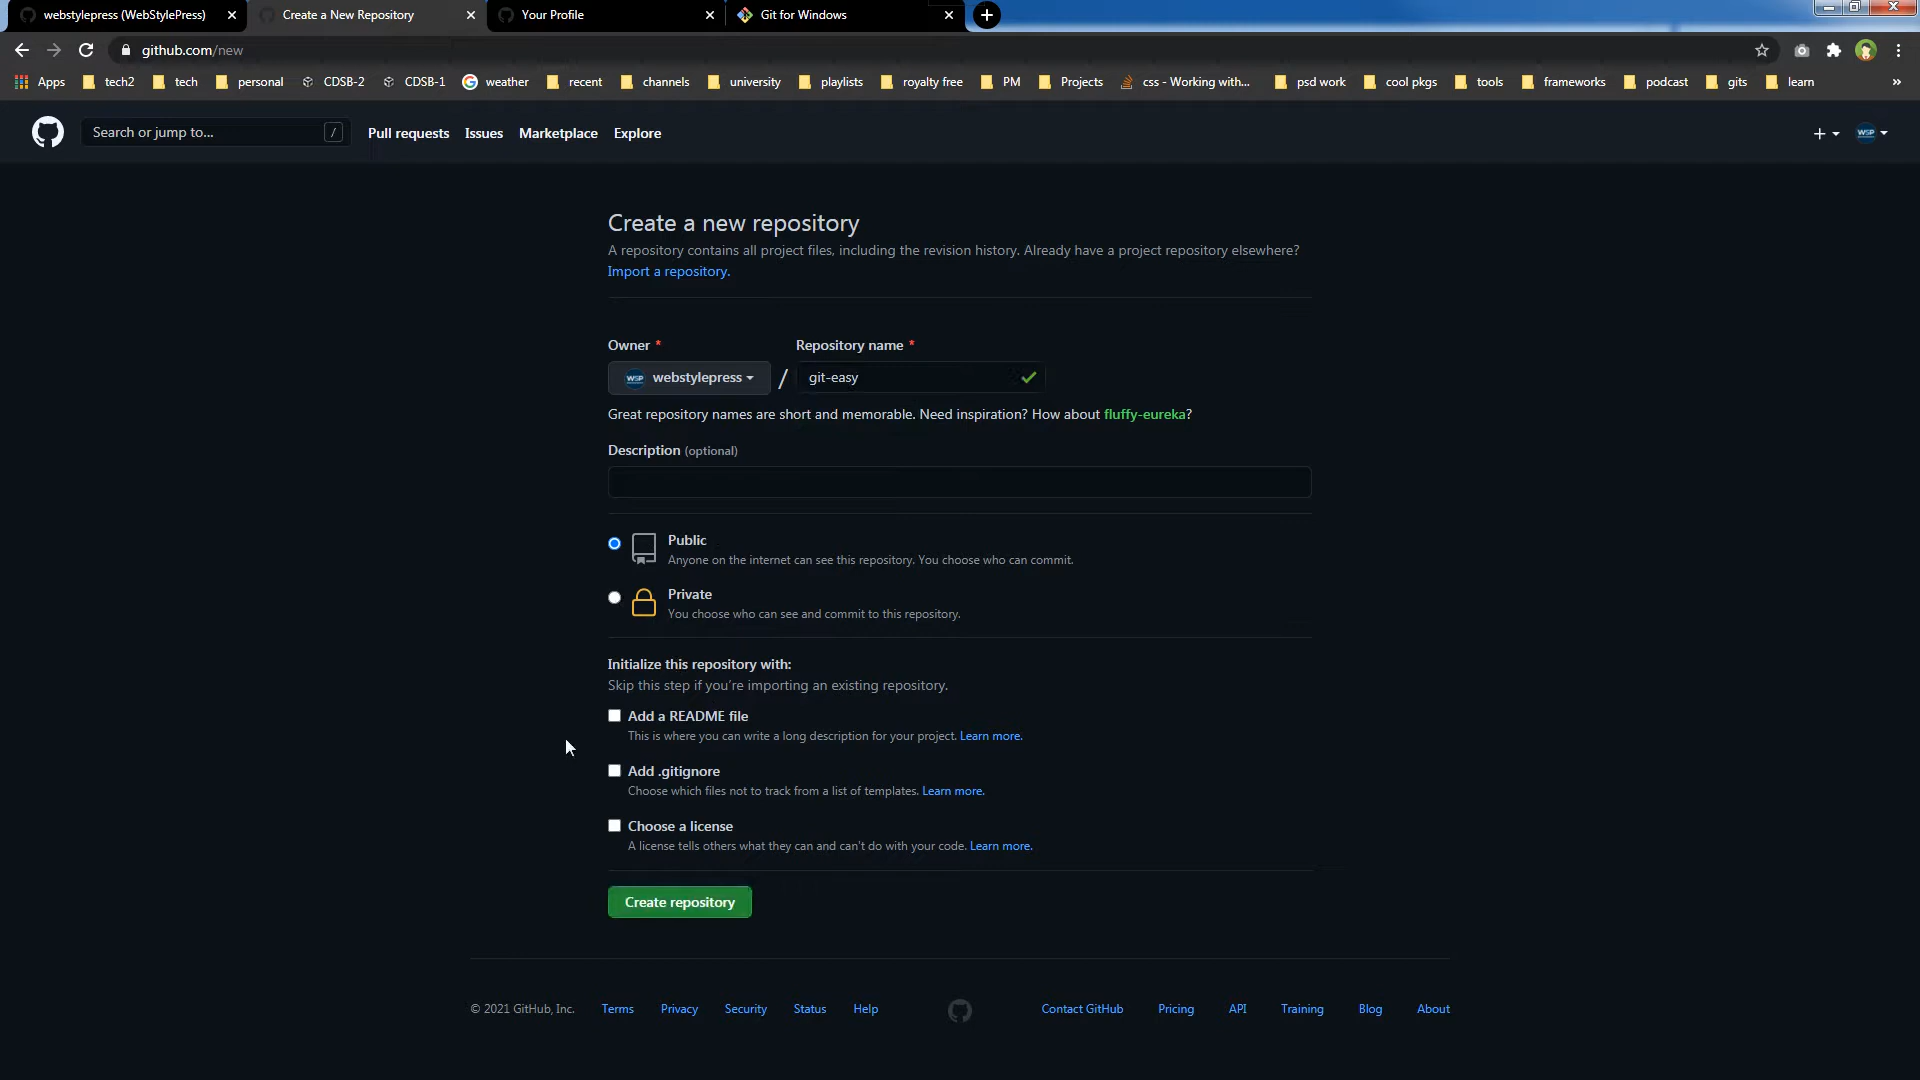 webstylepress (WebStylePress)
Create a New Repository
Your Profile
Git for Windows
github.com/new
Apps
tech2
tech
personal
CDSB-2
CDSB-1
weather
recent
channels
university
playlists
royalty free
PM
Projects
css - Working with...
psd work
cool pkgs
tools
frameworks
podcast
gits
learn
»
Search or jump to...
/
Pull requests
Issues
Marketplace
Explore
WSP
Create a new repository
A repository contains all project files, including the revision history. Already have a project repository elsewhere?
Import a repository.
Owner *
Repository name *
WSP webstylepress
/
git-easy
Great repository names are short and memorable. Need inspiration? How about fluffy-eureka?
Description (optional)
Public
Anyone on the internet can see this repository. You choose who can commit.
Private
You choose who can see and commit to this repository.
Initialize this repository with:
Skip this step if you're importing an existing repository.
Add a README file
This is where you can write a long description for your project. Learn more.
Add .gitignore
Choose which files not to track from a list of templates. Learn more.
Choose a license
A license tells others what they can and can't do with your code. Learn more.
Create repository
© 2021 GitHub, Inc.
Terms
Privacy
Security
Status
Help
Contact GitHub
Pricing
API
Training
Blog
About